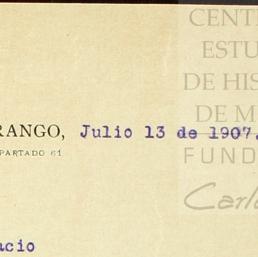 CENT
ESTU
DE HIS
DE M
FUND
Carl
RANGO, Julio 13 de 1907.
PARTADO 61
acio